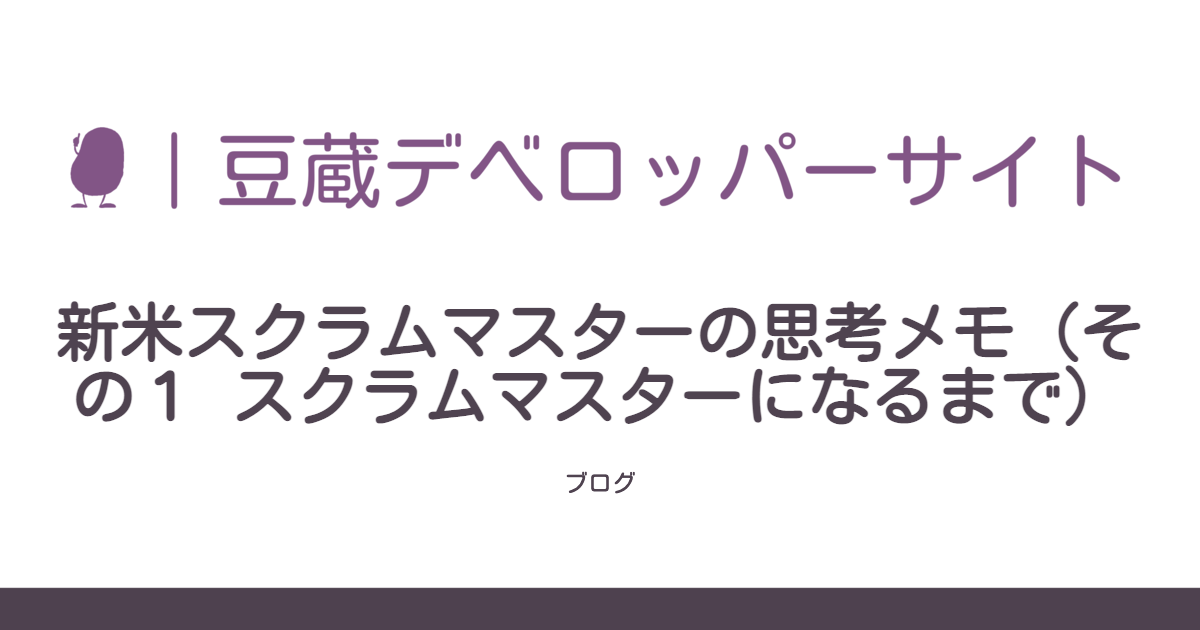 ｜豆蔵デベロッパーサイト
新米スクラムマスターの思考メモ（そ
の１ スクラムマスターになるまで）
ブログ